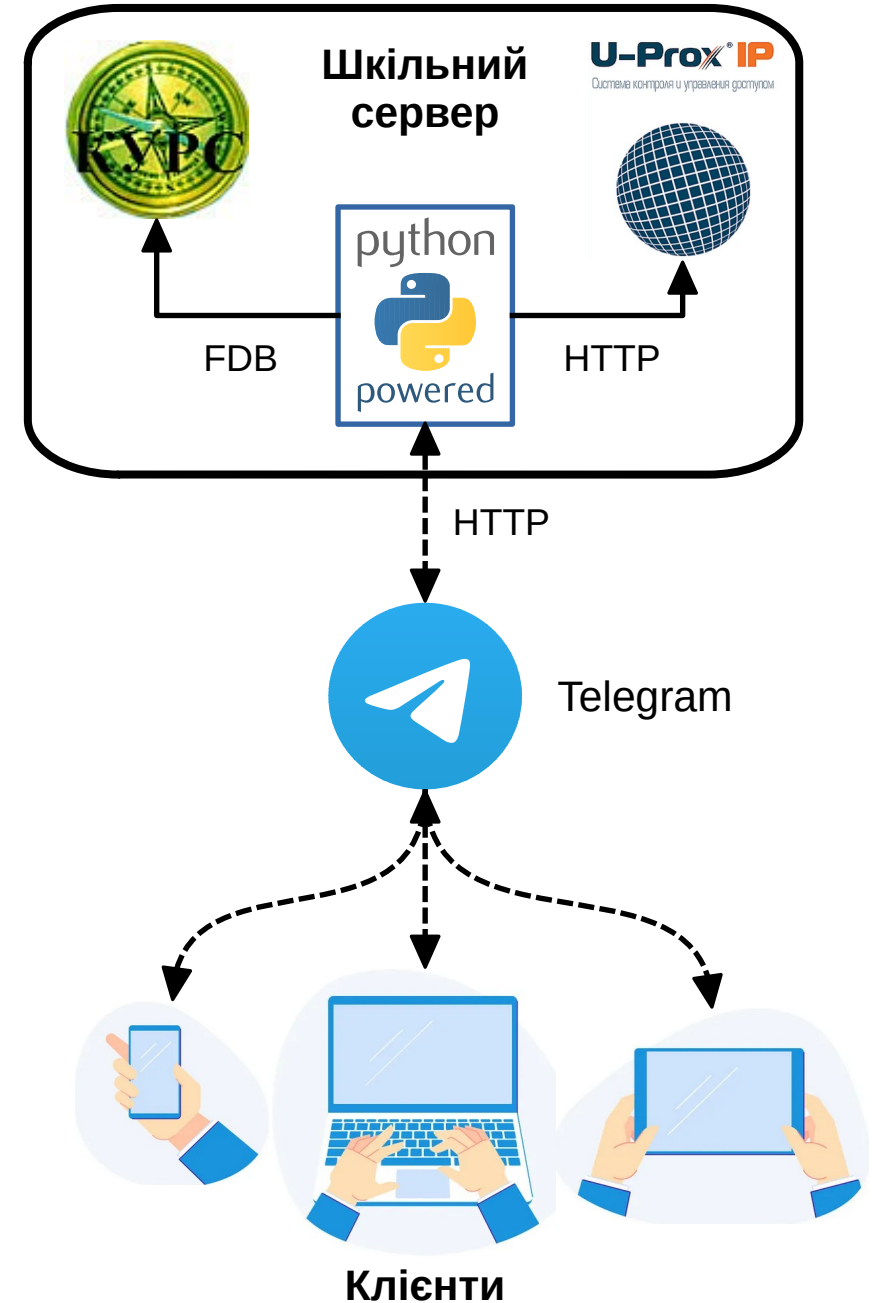 Шкільний
сервер
U-Prox® IP
Система контроля и управления доступом
КУРС
python
powered
FDB
HTTP
HTTP
Telegram
Клієнти